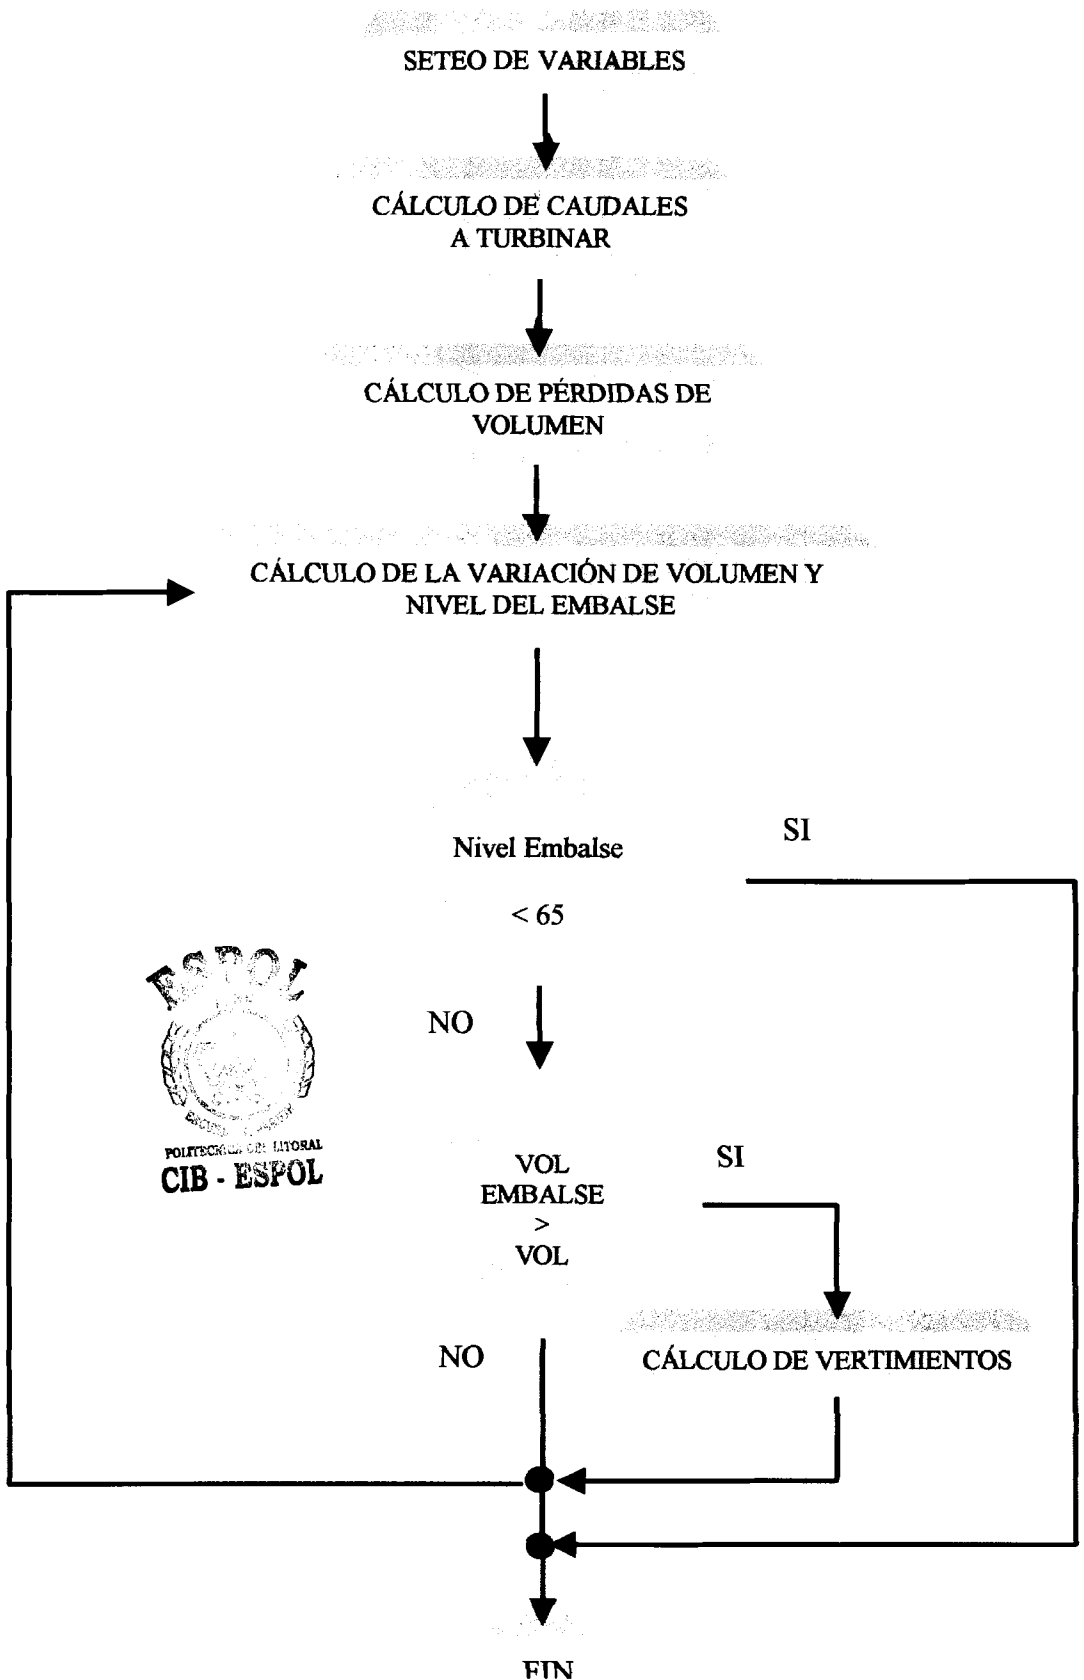 SETEO DE VARIABLES
CÁLCULO DE CAUDALES
A TURBINAR
CÁLCULO DE PÉRDIDAS DE
VOLUMEN
CÁLCULO DE LA VARIACIÓN DE VOLUMEN Y
NIVEL DEL EMBALSE
Nivel Embalse
< 65
SI
NO
ESPOL
POLITECNICA DEL LITORAL
CIB - ESPOL
VOL
EMBALSE
>
VOL
SI
NO
CÁLCULO DE VERTIMIENTOS
FIN